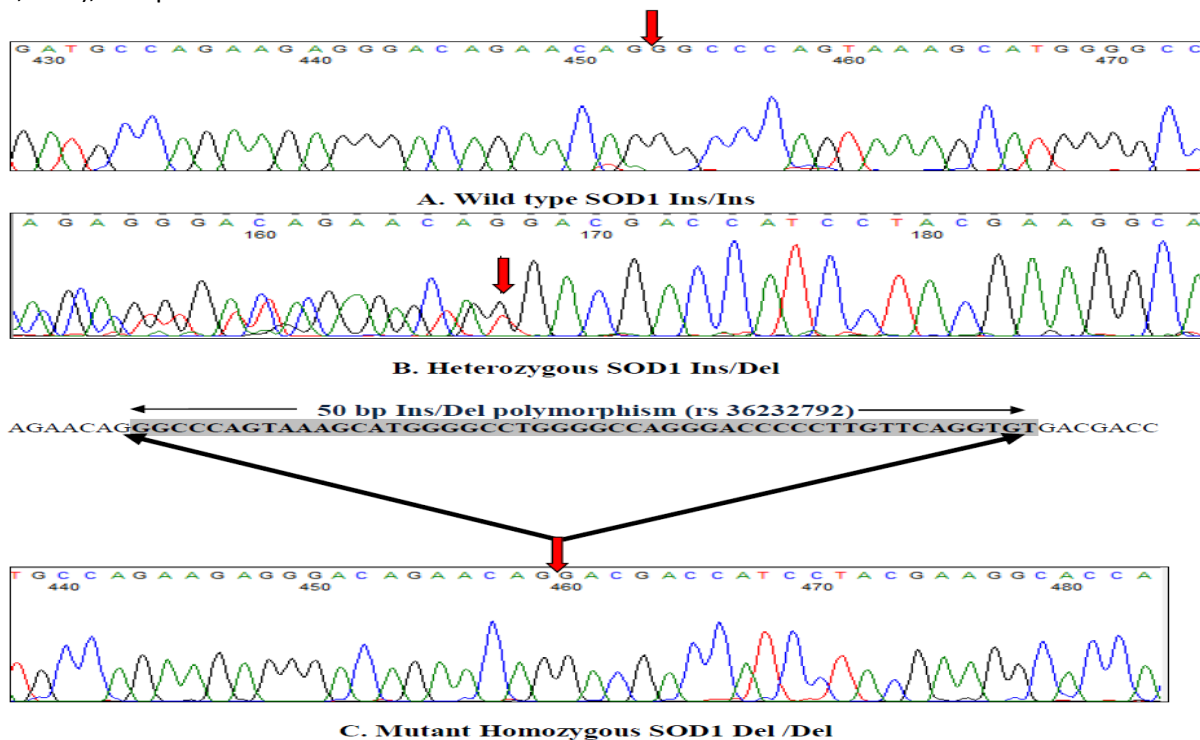 G A T G C C A G A A G A G G G A C A G A A C A G G G C C C A G T A A A G C A T G G G G C C
430 440 450 460 470
A. Wild type SOD1 Ins/Ins
A G A G G G A C A G A A C A G G A C G A C C A T C C T A C G A A G G C A
160 170 180
B. Heterozygous SOD1 Ins/Del
50 bp Ins/Del polymorphism (rs 36232792)
AGAACAGGGCCCAGTAAAGCATGGGGCCTGGGGCCAGGGACCCCCTTGTTCAGGTGTGACGACC
T G C C A G A A G A G G G A C A G A A C A G G A C G A C C A T C C T A C G A A G G C A C C A
440 450 460 470 480
C. Mutant Homozygous SOD1 Del /Del